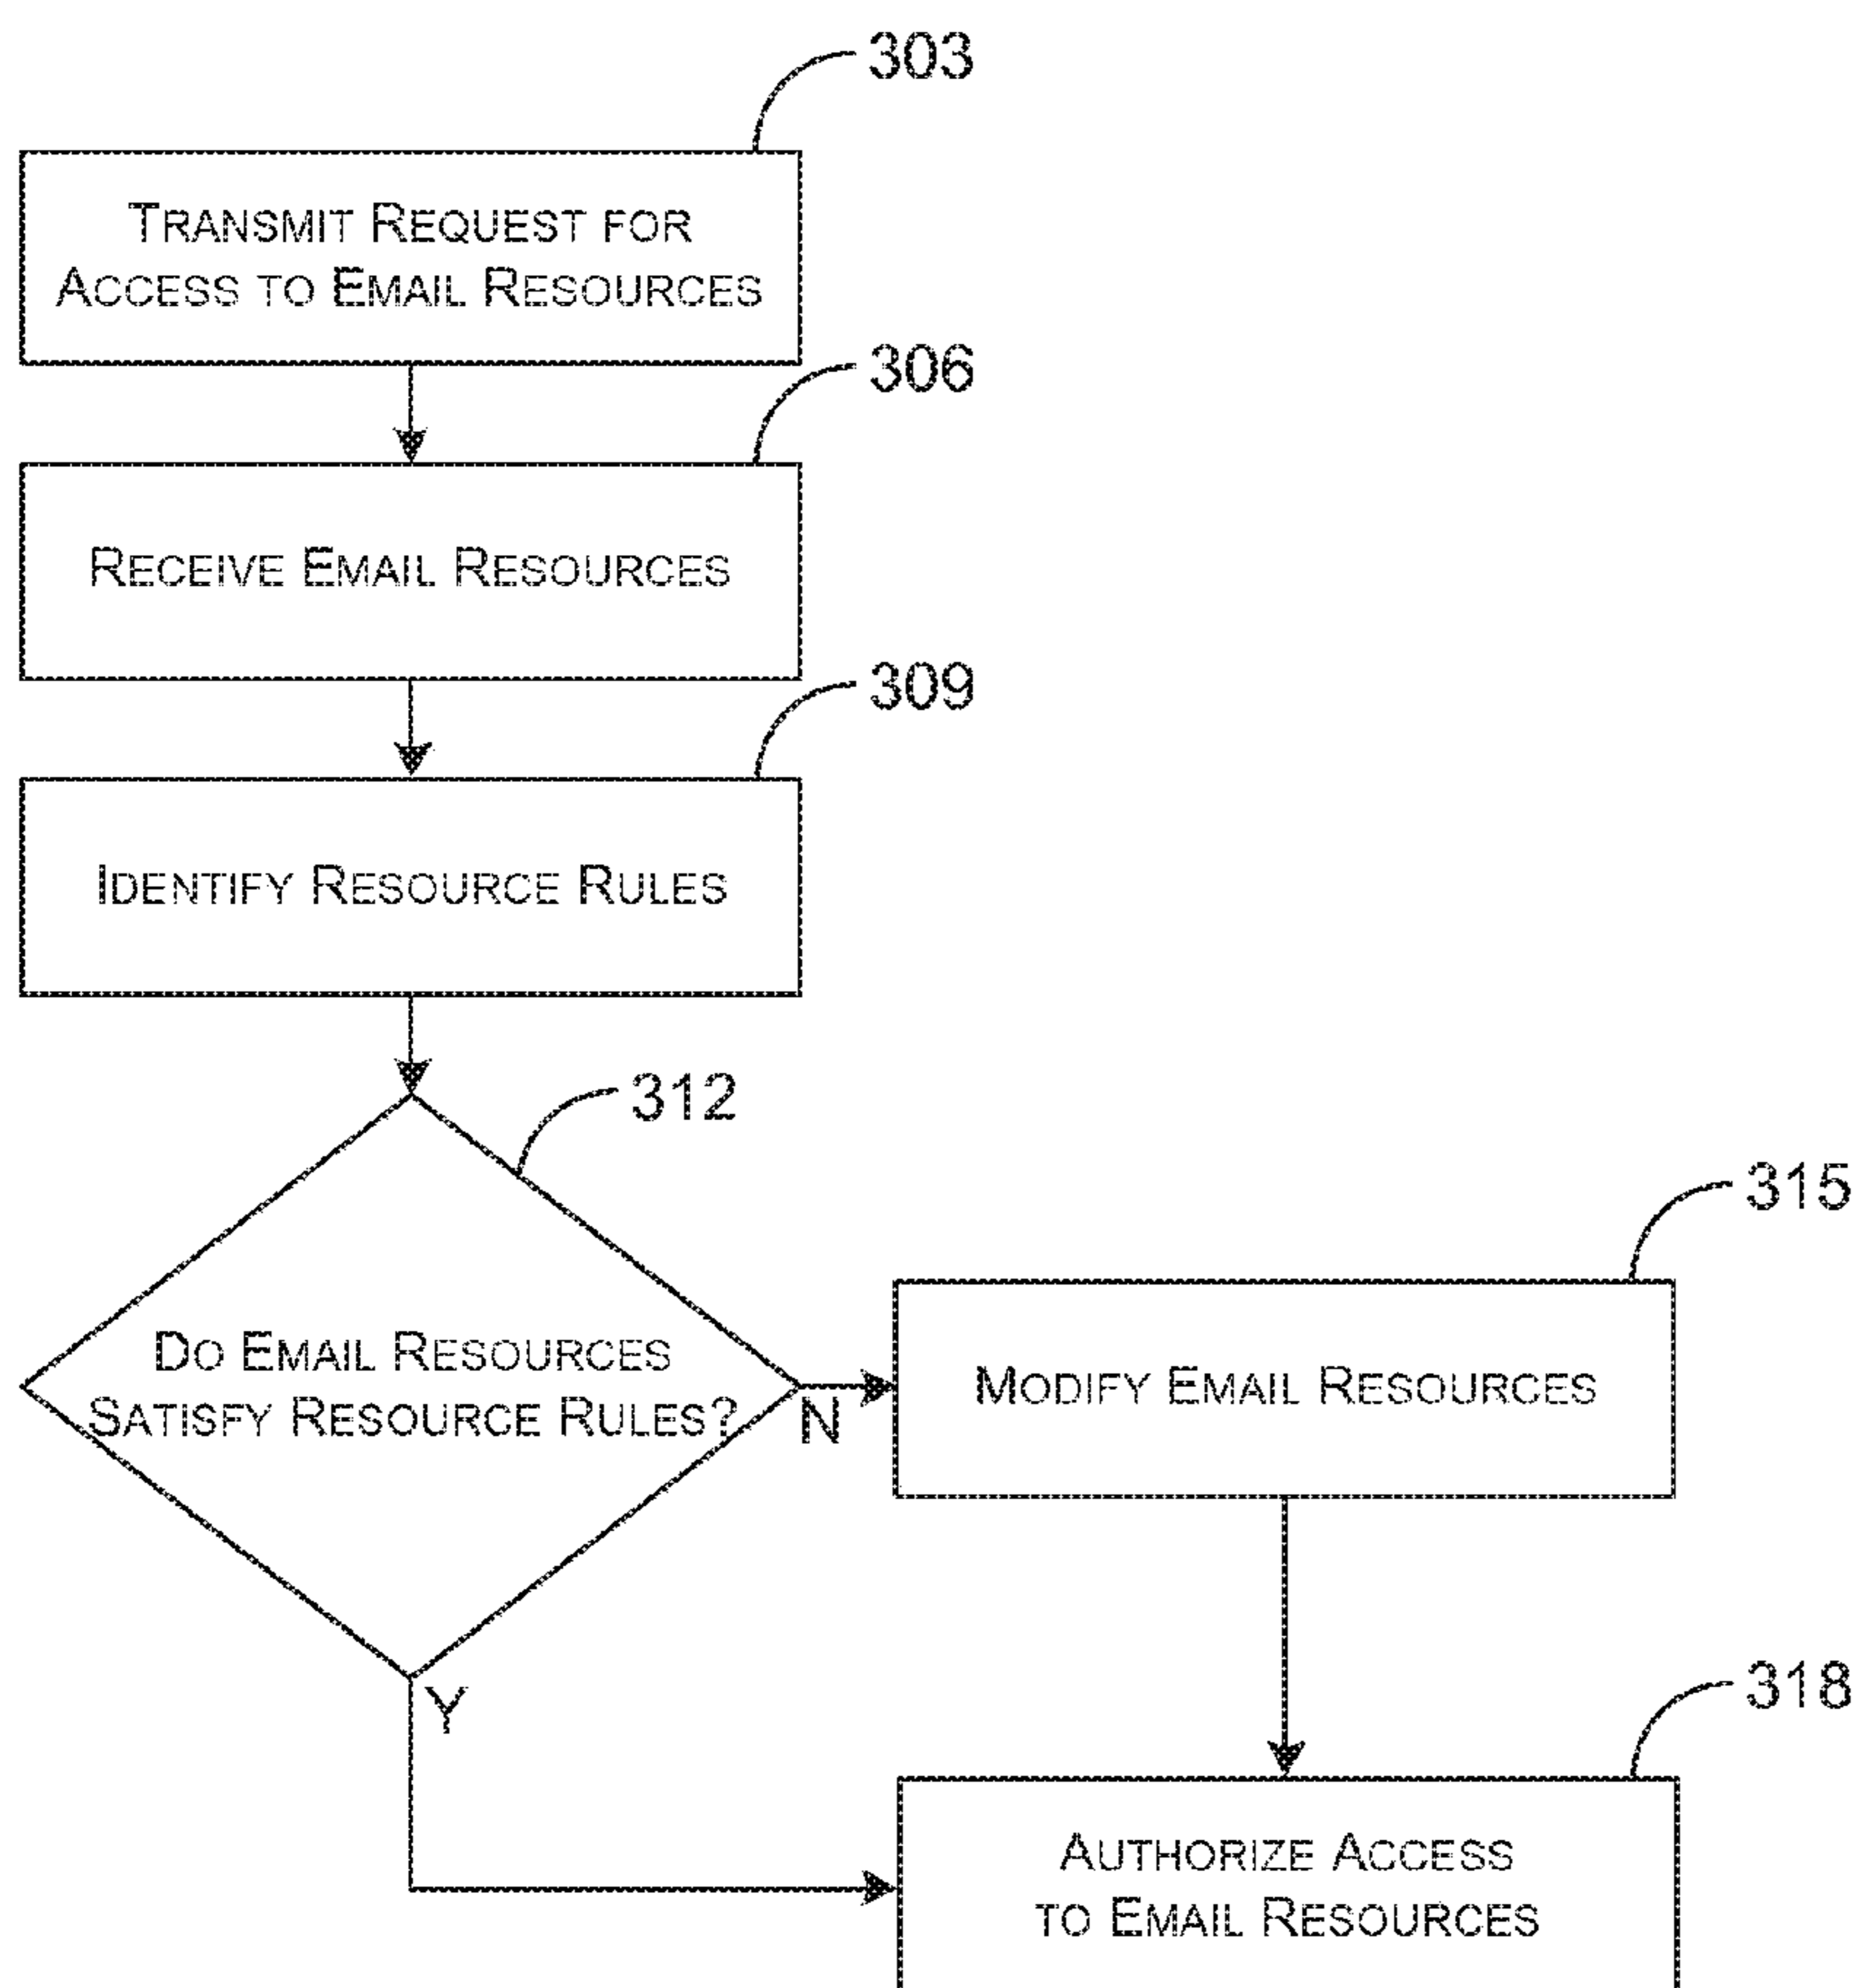 303
Transmit Request for
Access to Email Resources
306
Receive Email Resources
309
Identify Resource Rules
312
Do Email Resources
Satisfy Resource Rules?
N
315
Modify Email Resources
Y
318
Authorize Access
to Email Resources